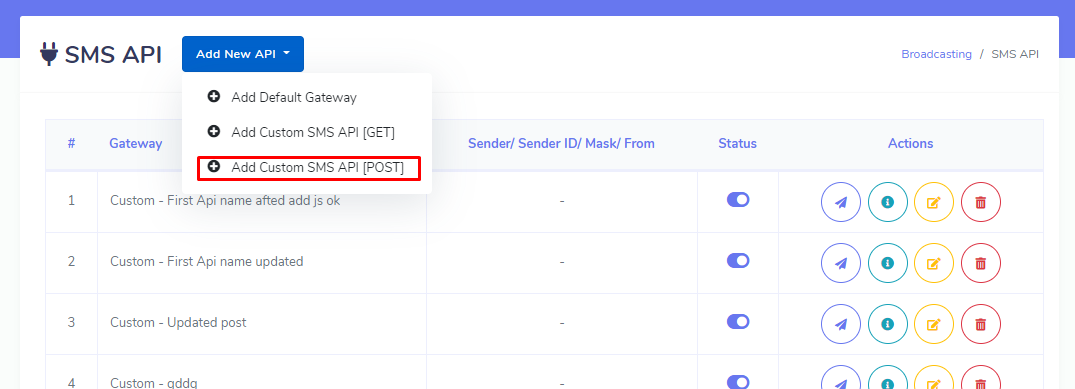 SMS API
Add New API
Broadcasting / SMS API
Add Default Gateway
Add Custom SMS API [GET]
Add Custom SMS API [POST]
# Gateway Sender/ Sender ID/ Mask/ From Status Actions
1 Custom - First Api name afted add js ok -
2 Custom - First Api name updated -
3 Custom - Updated post -
4 Custom - gddg -